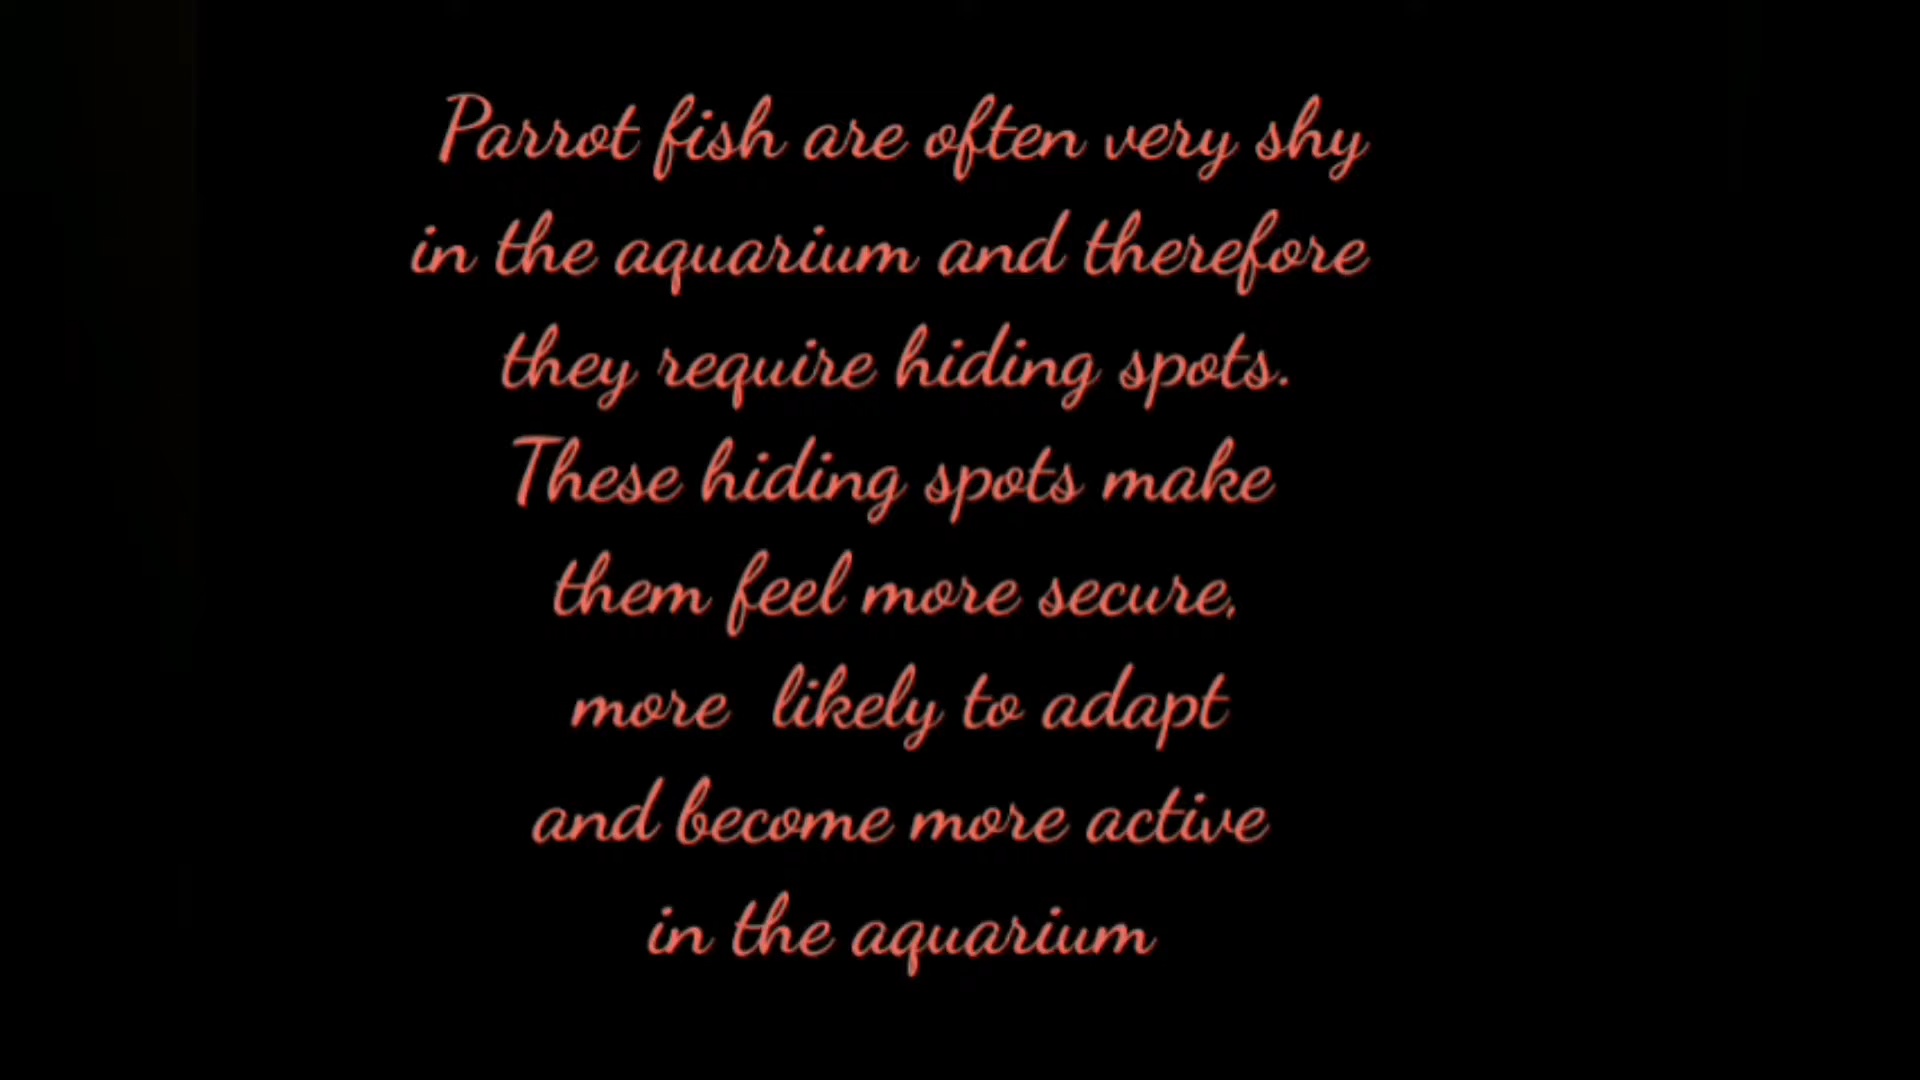 Parrot fish are often very shy
in the aquarium and therefore
they require hiding spots.
These hiding spots make
them feel more secure,
more likely to adapt
and become more active
in the aquarium